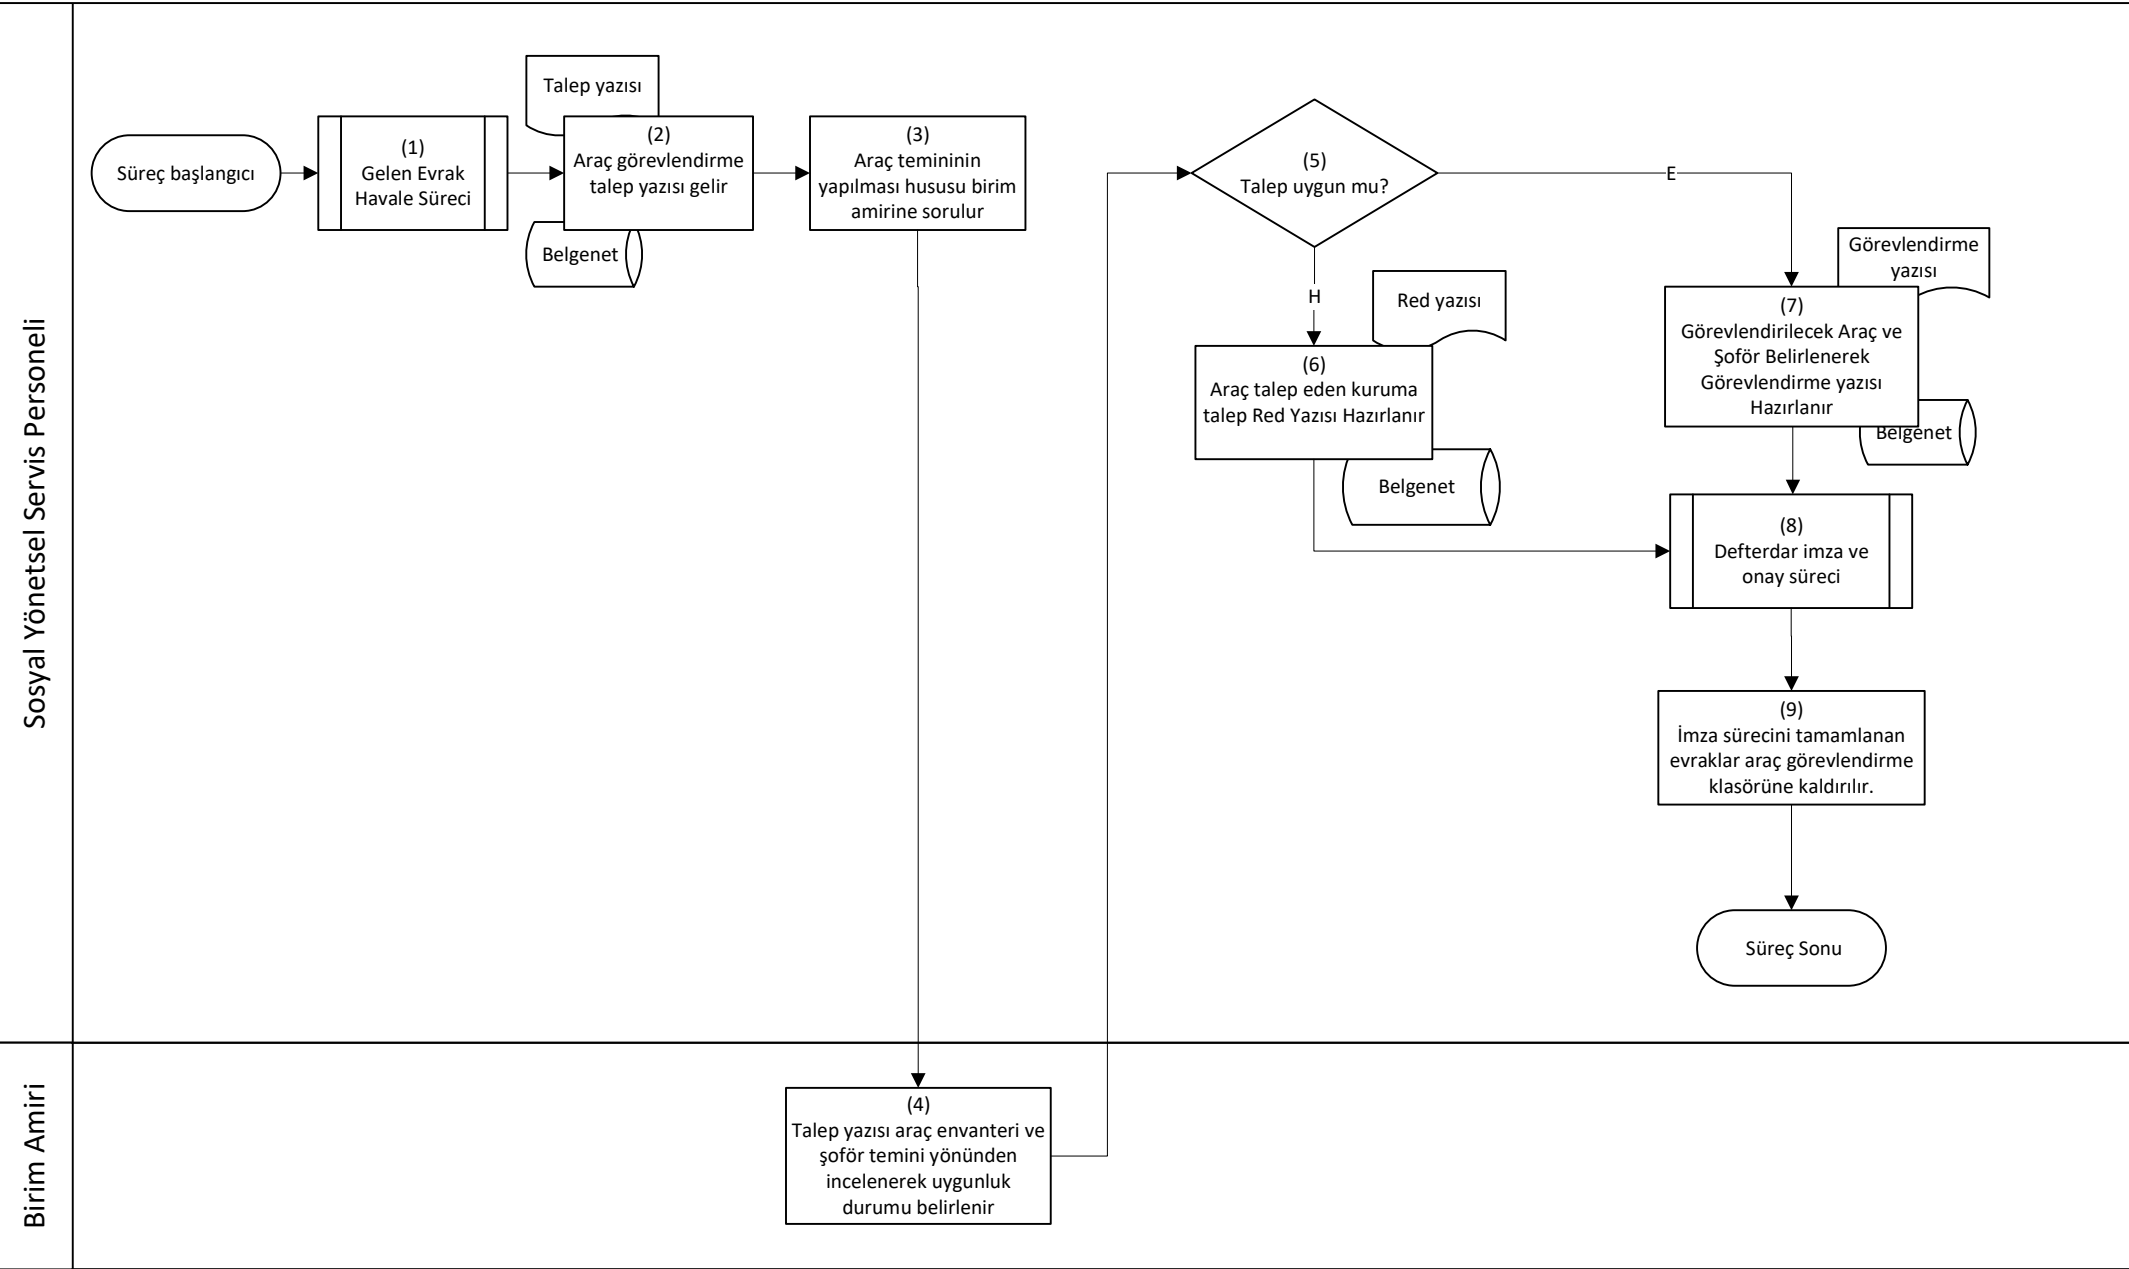 Sosyal Yönetsel Servis Personeli
Süreç başlangıcı
(1)
Gelen Evrak
Havale Süreci
Talep yazısı
(2)
Araç görevlendirme
talep yazısı gelir
Belgenet
(3)
Araç temininin
yapılması hususu birim
amirine sorulur
(5)
Talep uygun mu?
E
H
Red yazısı
(6)
Araç talep eden kuruma
talep Red Yazısı Hazırlanır
Belgenet
Görevlendirme
yazısı
(7)
Görevlendirilecek Araç ve
Şoför Belirlenerek
Görevlendirme yazısı
Hazırlanır
Belgenet
(8)
Defterdar imza ve
onay süreci
(9)
İmza sürecini tamamlanan
evraklar araç görevlendirme
klasörüne kaldırılır.
Süreç Sonu
Birim Amiri
(4)
Talep yazısı araç envanteri ve
şoför temini yönünden
incelenerek uygunluk
durumu belirlenir